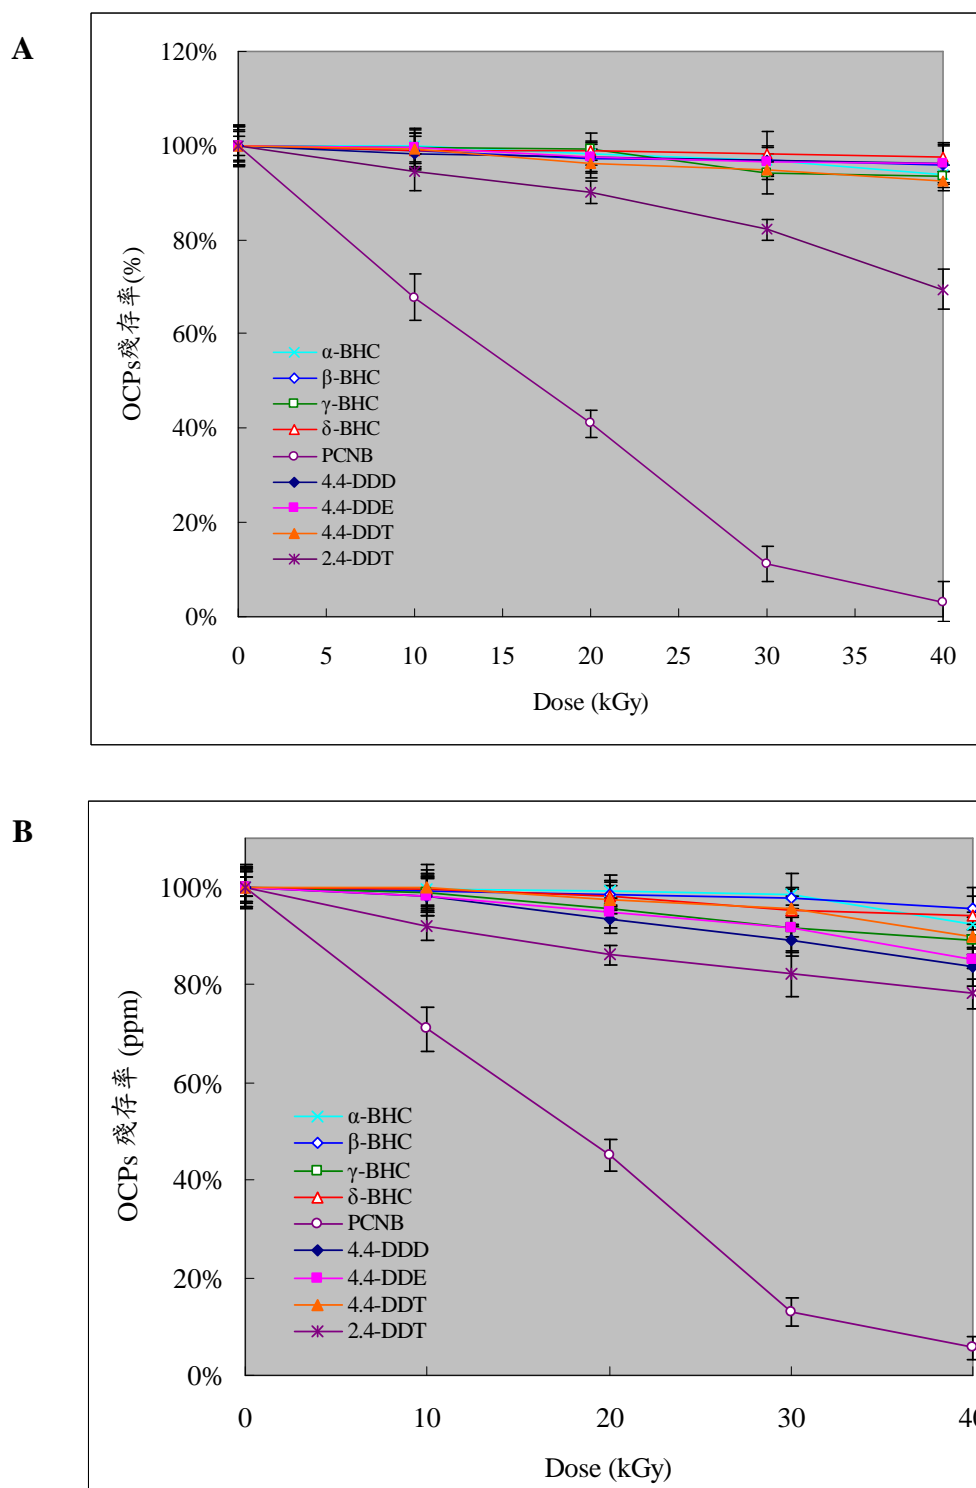 A
120%
100%
80%
60%
40%
20%
0%
OCPs殘存率(%)
α-BHC
β-BHC
γ-BHC
δ-BHC
PCNB
4.4-DDD
4.4-DDE
4.4-DDT
2.4-DDT
0 5 10 15 20 25 30 35 40
Dose (kGy)
B
100%
80%
60%
40%
20%
0%
OCPs 殘存率 (ppm)
α-BHC
β-BHC
γ-BHC
δ-BHC
PCNB
4.4-DDD
4.4-DDE
4.4-DDT
2.4-DDT
0 10 20 30 40
Dose (kGy)